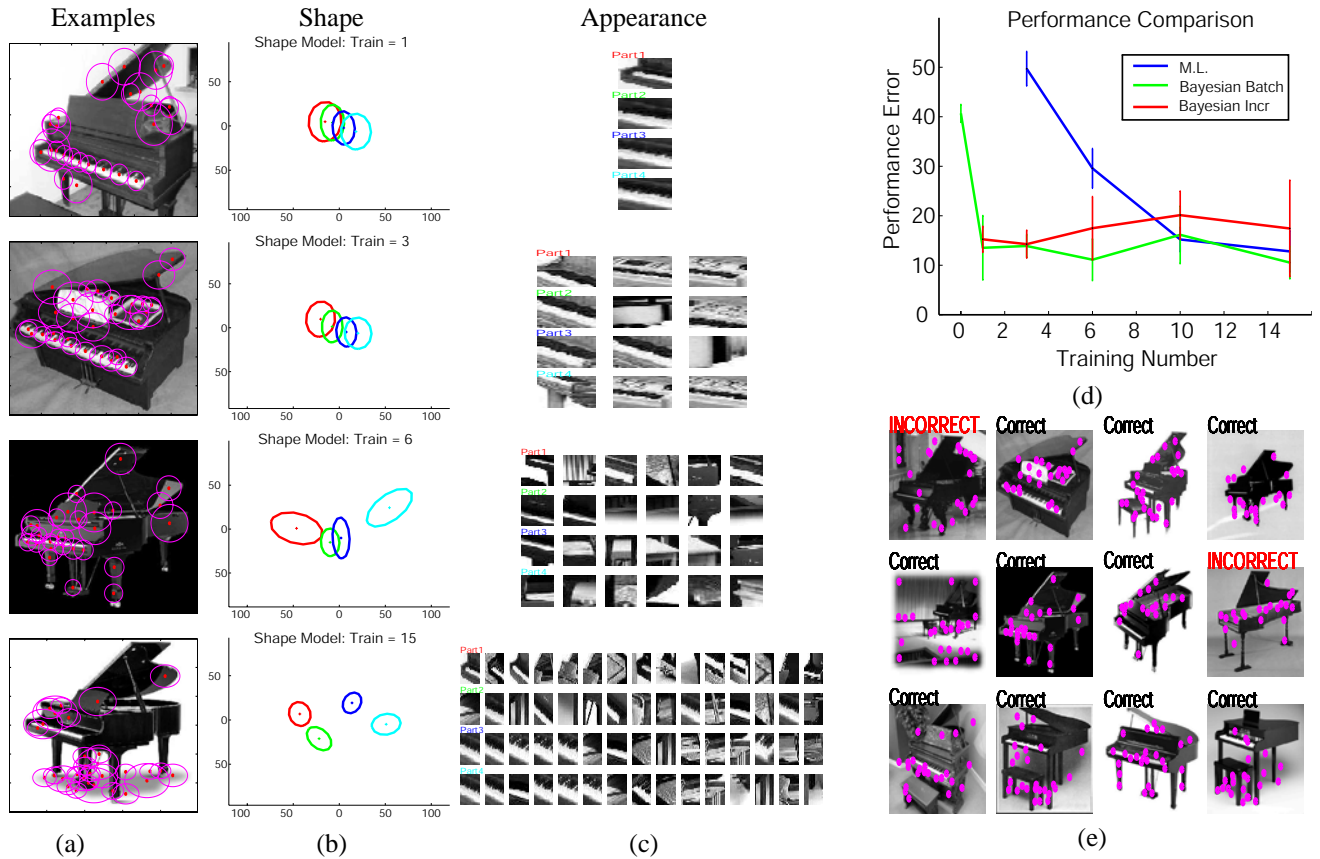 Examples
Shape
Appearance
Shape Model: Train = 1
50
0
50
100 50 0 50 100
Shape Model: Train = 3
50
0
50
100 50 0 50 100
Shape Model: Train = 6
50
0
50
100 50 0 50 100
Shape Model: Train = 15
50
0
50
100 50 0 50 100
Part1
Part2
Part3
Part4
Part1
Part2
Part3
Part4
Part1
Part2
Part3
Part4
Part1
Part2
Part3
Part4
(a)
(b)
(c)
Performance Comparison
M.L.
Bayesian Batch
Bayesian Incr
Performance Error
50
40
30
20
10
0
0 2 4 6 8 10 12 14
Training Number
(d)
INCORRECT Correct Correct Correct
Correct Correct Correct INCORRECT
Correct Correct Correct Correct
(e)